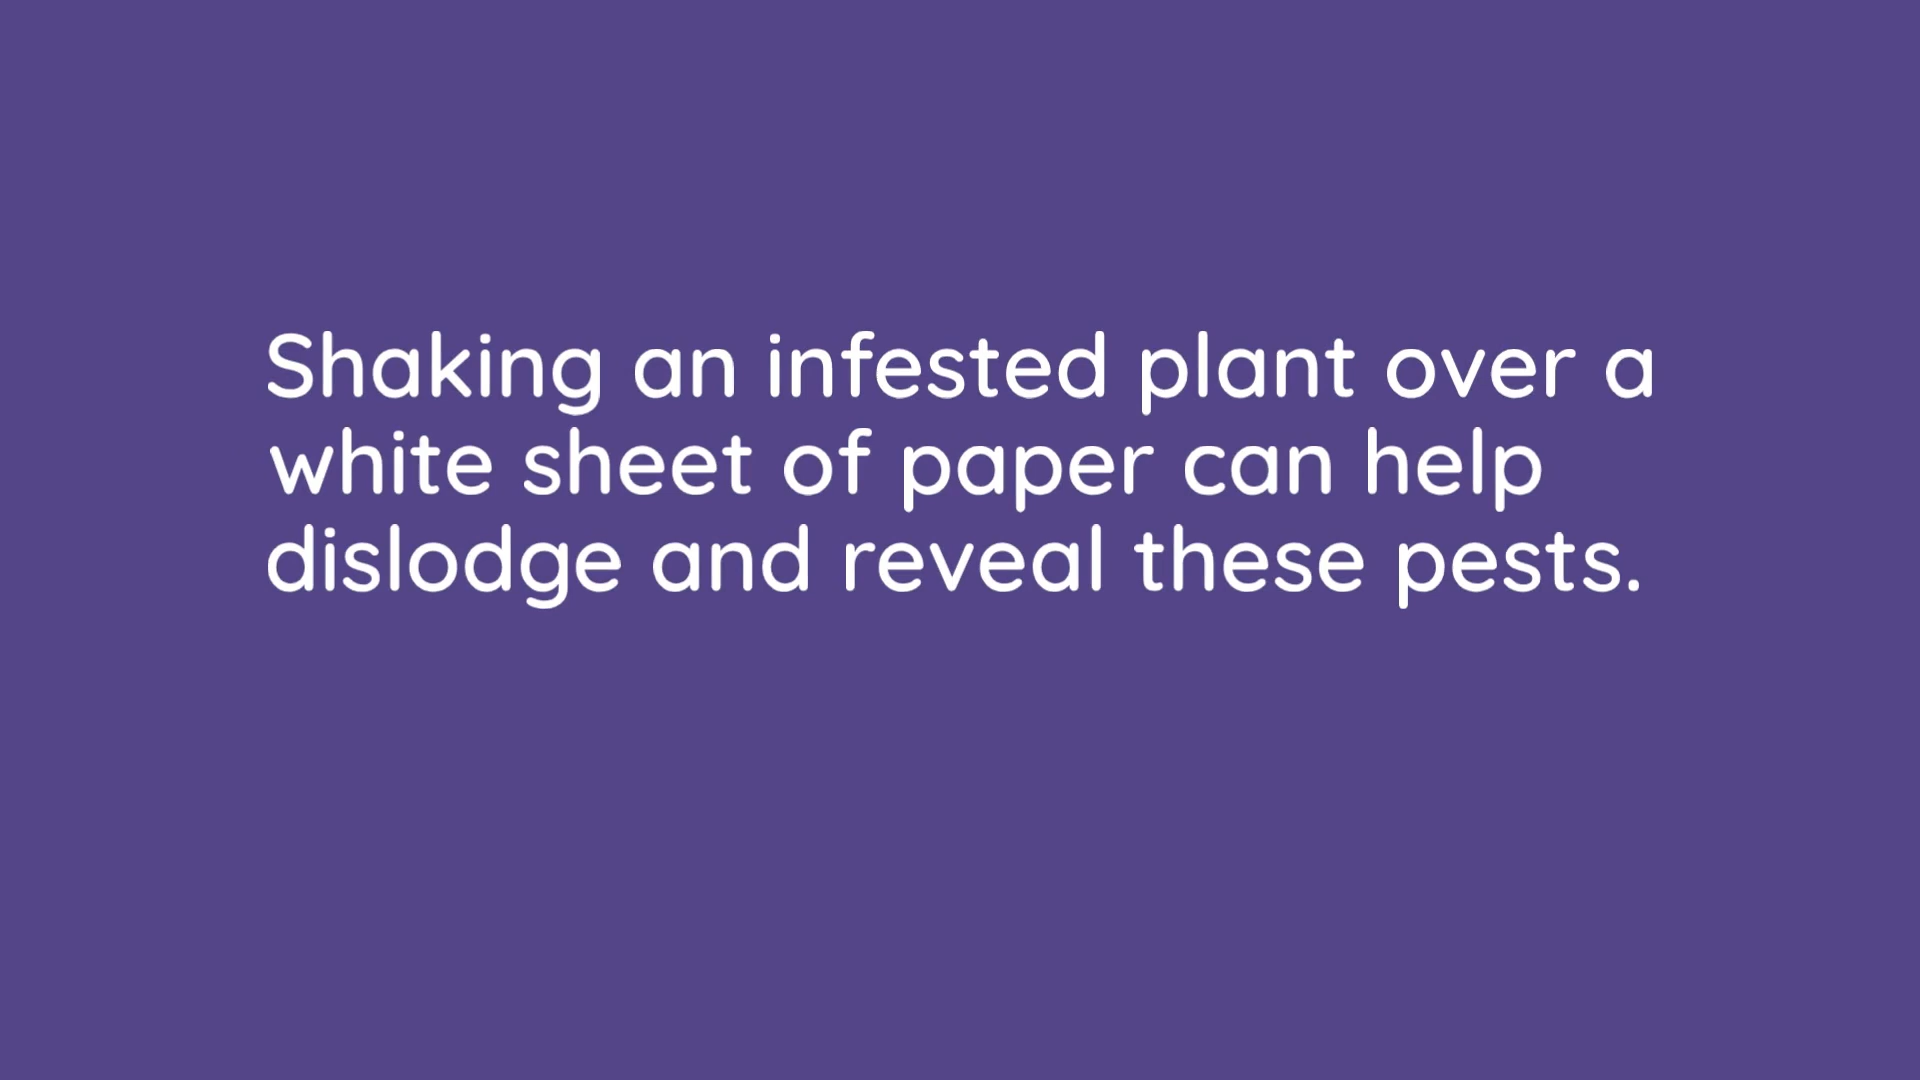 Shaking an infested plant over a
white sheet of paper can help
dislodge and reveal these pests.